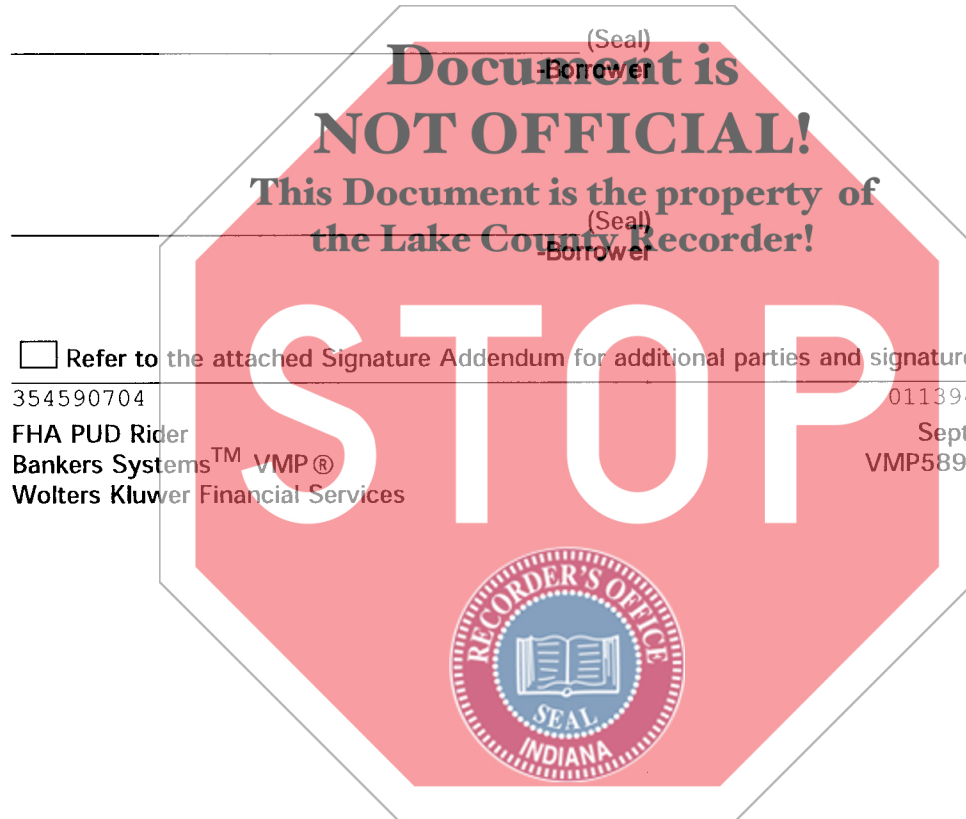 (Seal)
Document is
-Borrower
NOT OFFICIAL!
This Document is the property of
(Seal)
the Lake County Recorder!
-Borrower
STOP
Refer to the attached Signature Addendum for additional parties and
354590704
FHA PUD Rider
Bankers Systems™ VMP®
VMP589
Wolters Kluwer Financial Services
RECORDER'S OFFICE
SEAL
INDIANA